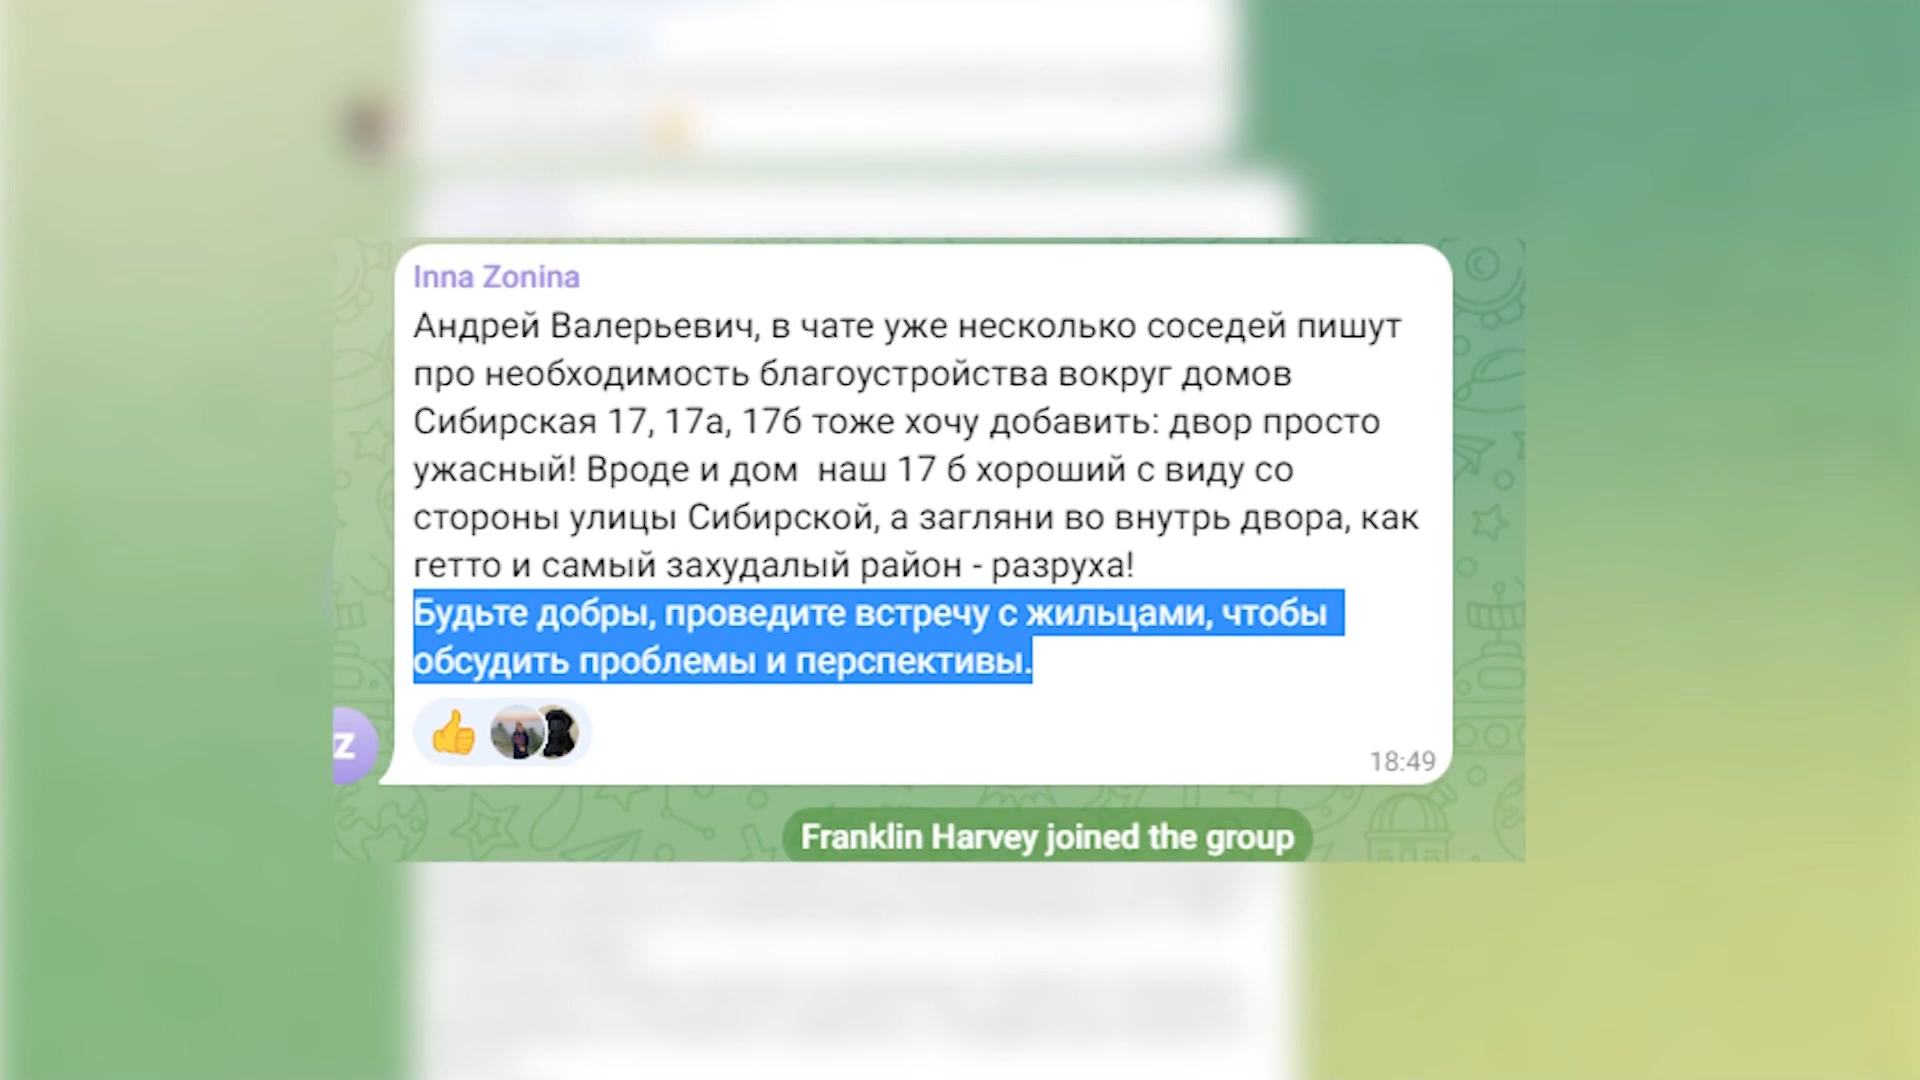 Inna Zonina
Андрей Валерьевич, в чате уже несколько соседей пишут
про необходимость благоустройства вокруг домов
Сибирская 17, 17а, 17б тоже хочу добавить: двор просто
ужасный! Вроде и дом  наш 17 б хороший с виду со
стороны улицы Сибирской, а загляни во внутрь двора, как
гетто и самый захудалый район - разруха!
Будьте добры, проведите встречу с жильцами, чтобы
обсудить проблемы и перспективы.
Z
18:49
Franklin Harvey joined the group